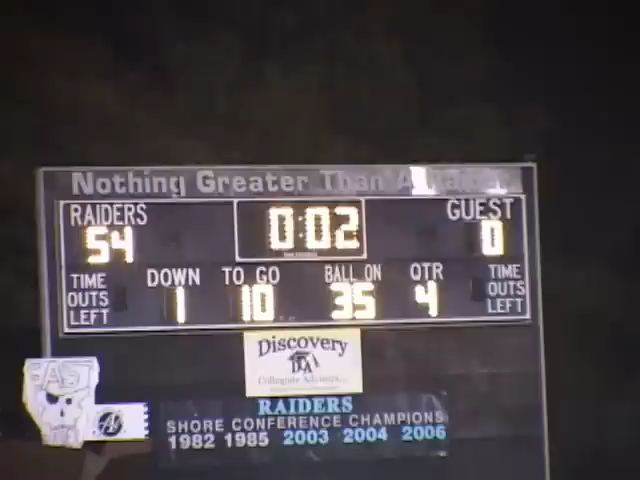 Nothing Greater Than A
RAIDERS GUEST
54 0:02 0
TIME OUTS LEFT DOWN TO GO BALL ON QTR TIME OUTS LEFT
1 10 35 4
Discovery
Collegiate
EAST
RAIDERS
SHORE CONFERENCE CHAMPIONS
1982 1985 2003 2004 2006